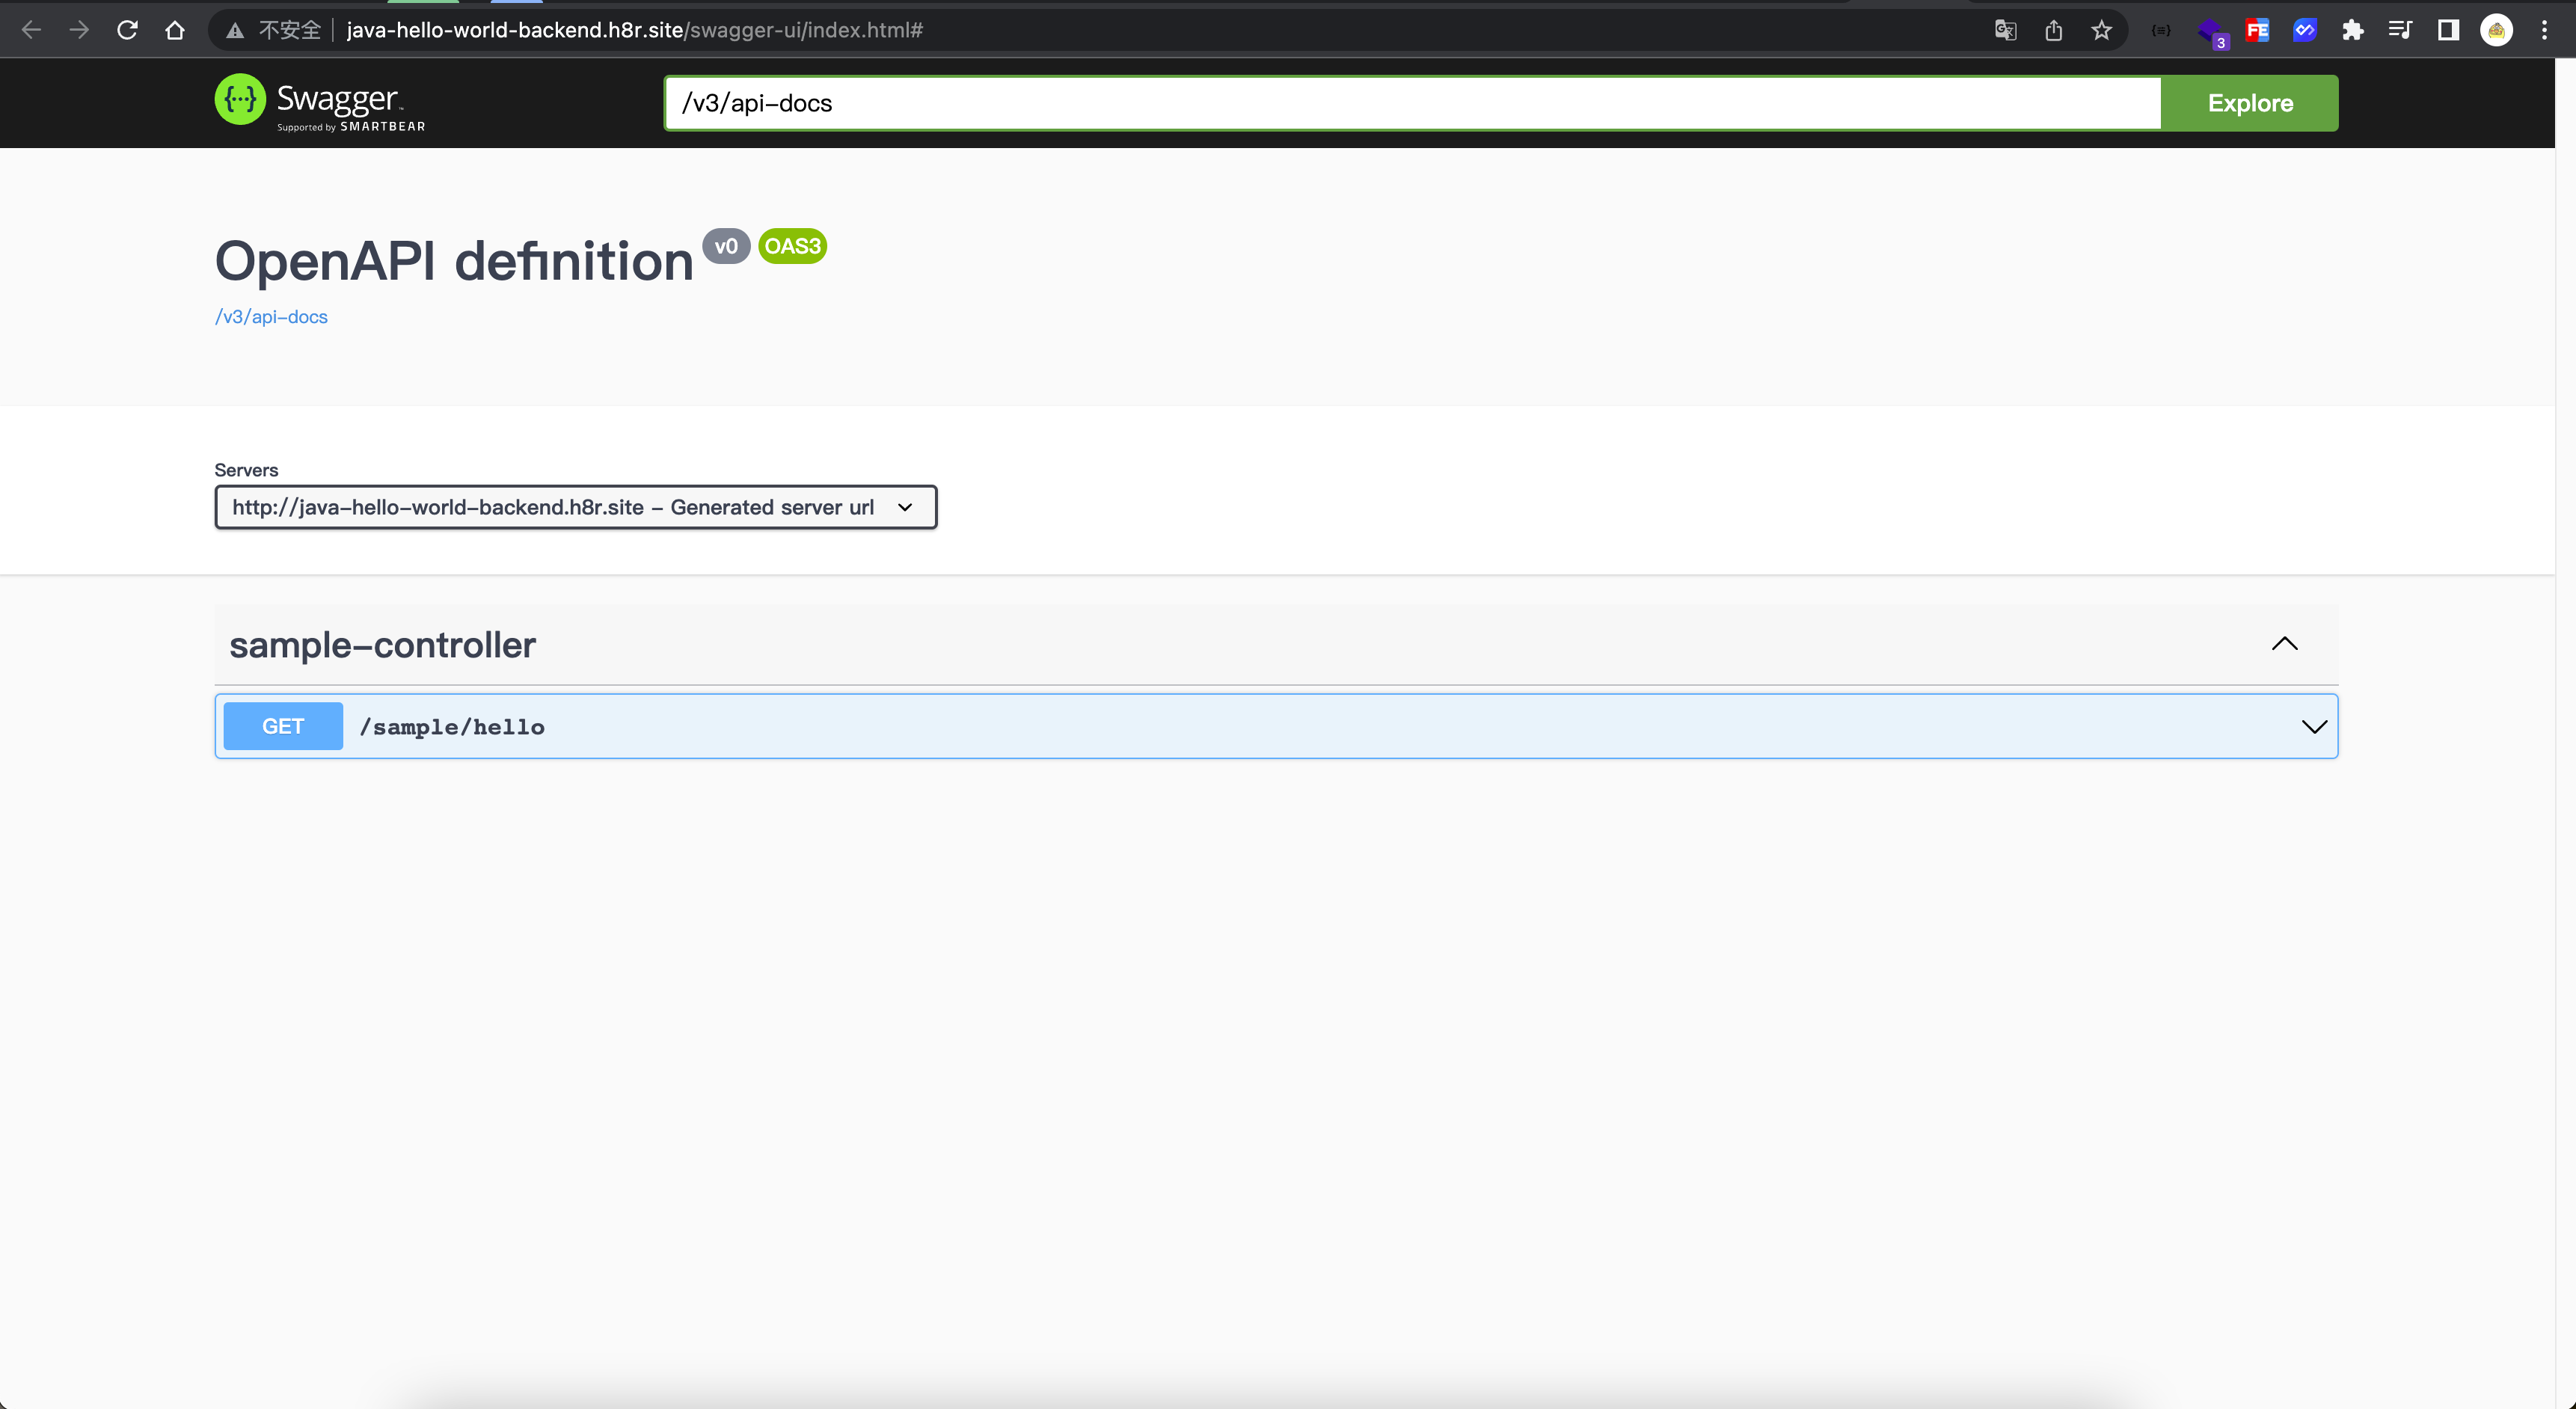 不安全 java-hello-world-backend.h8r.site/swagger-ui/index.html#
3
FE
{···} Swagger™
Supported by SMARTBEAR
/v3/api-docs
Explore
OpenAPI definition v0 OAS3
/v3/api-docs
Servers
http://java-hello-world-backend.h8r.site - Generated server url
sample-controller
GET /sample/hello